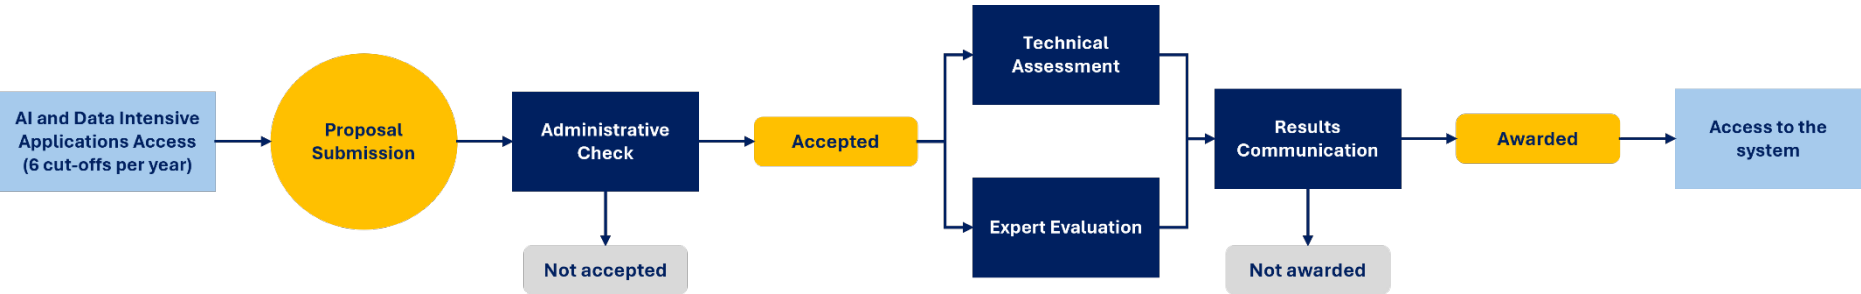 AI and Data Intensive
Applications Access
(6 cut-offs per year)
Proposal
Submission
Administrative
Check
Not accepted
Accepted
Technical
Assessment
Expert Evaluation
Results
Communication
Not awarded
Awarded
Access to the
system